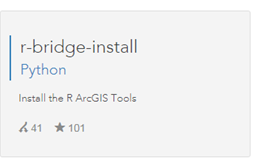 r-bridge-install
Python
Install the R ArcGIS Tools
41 101